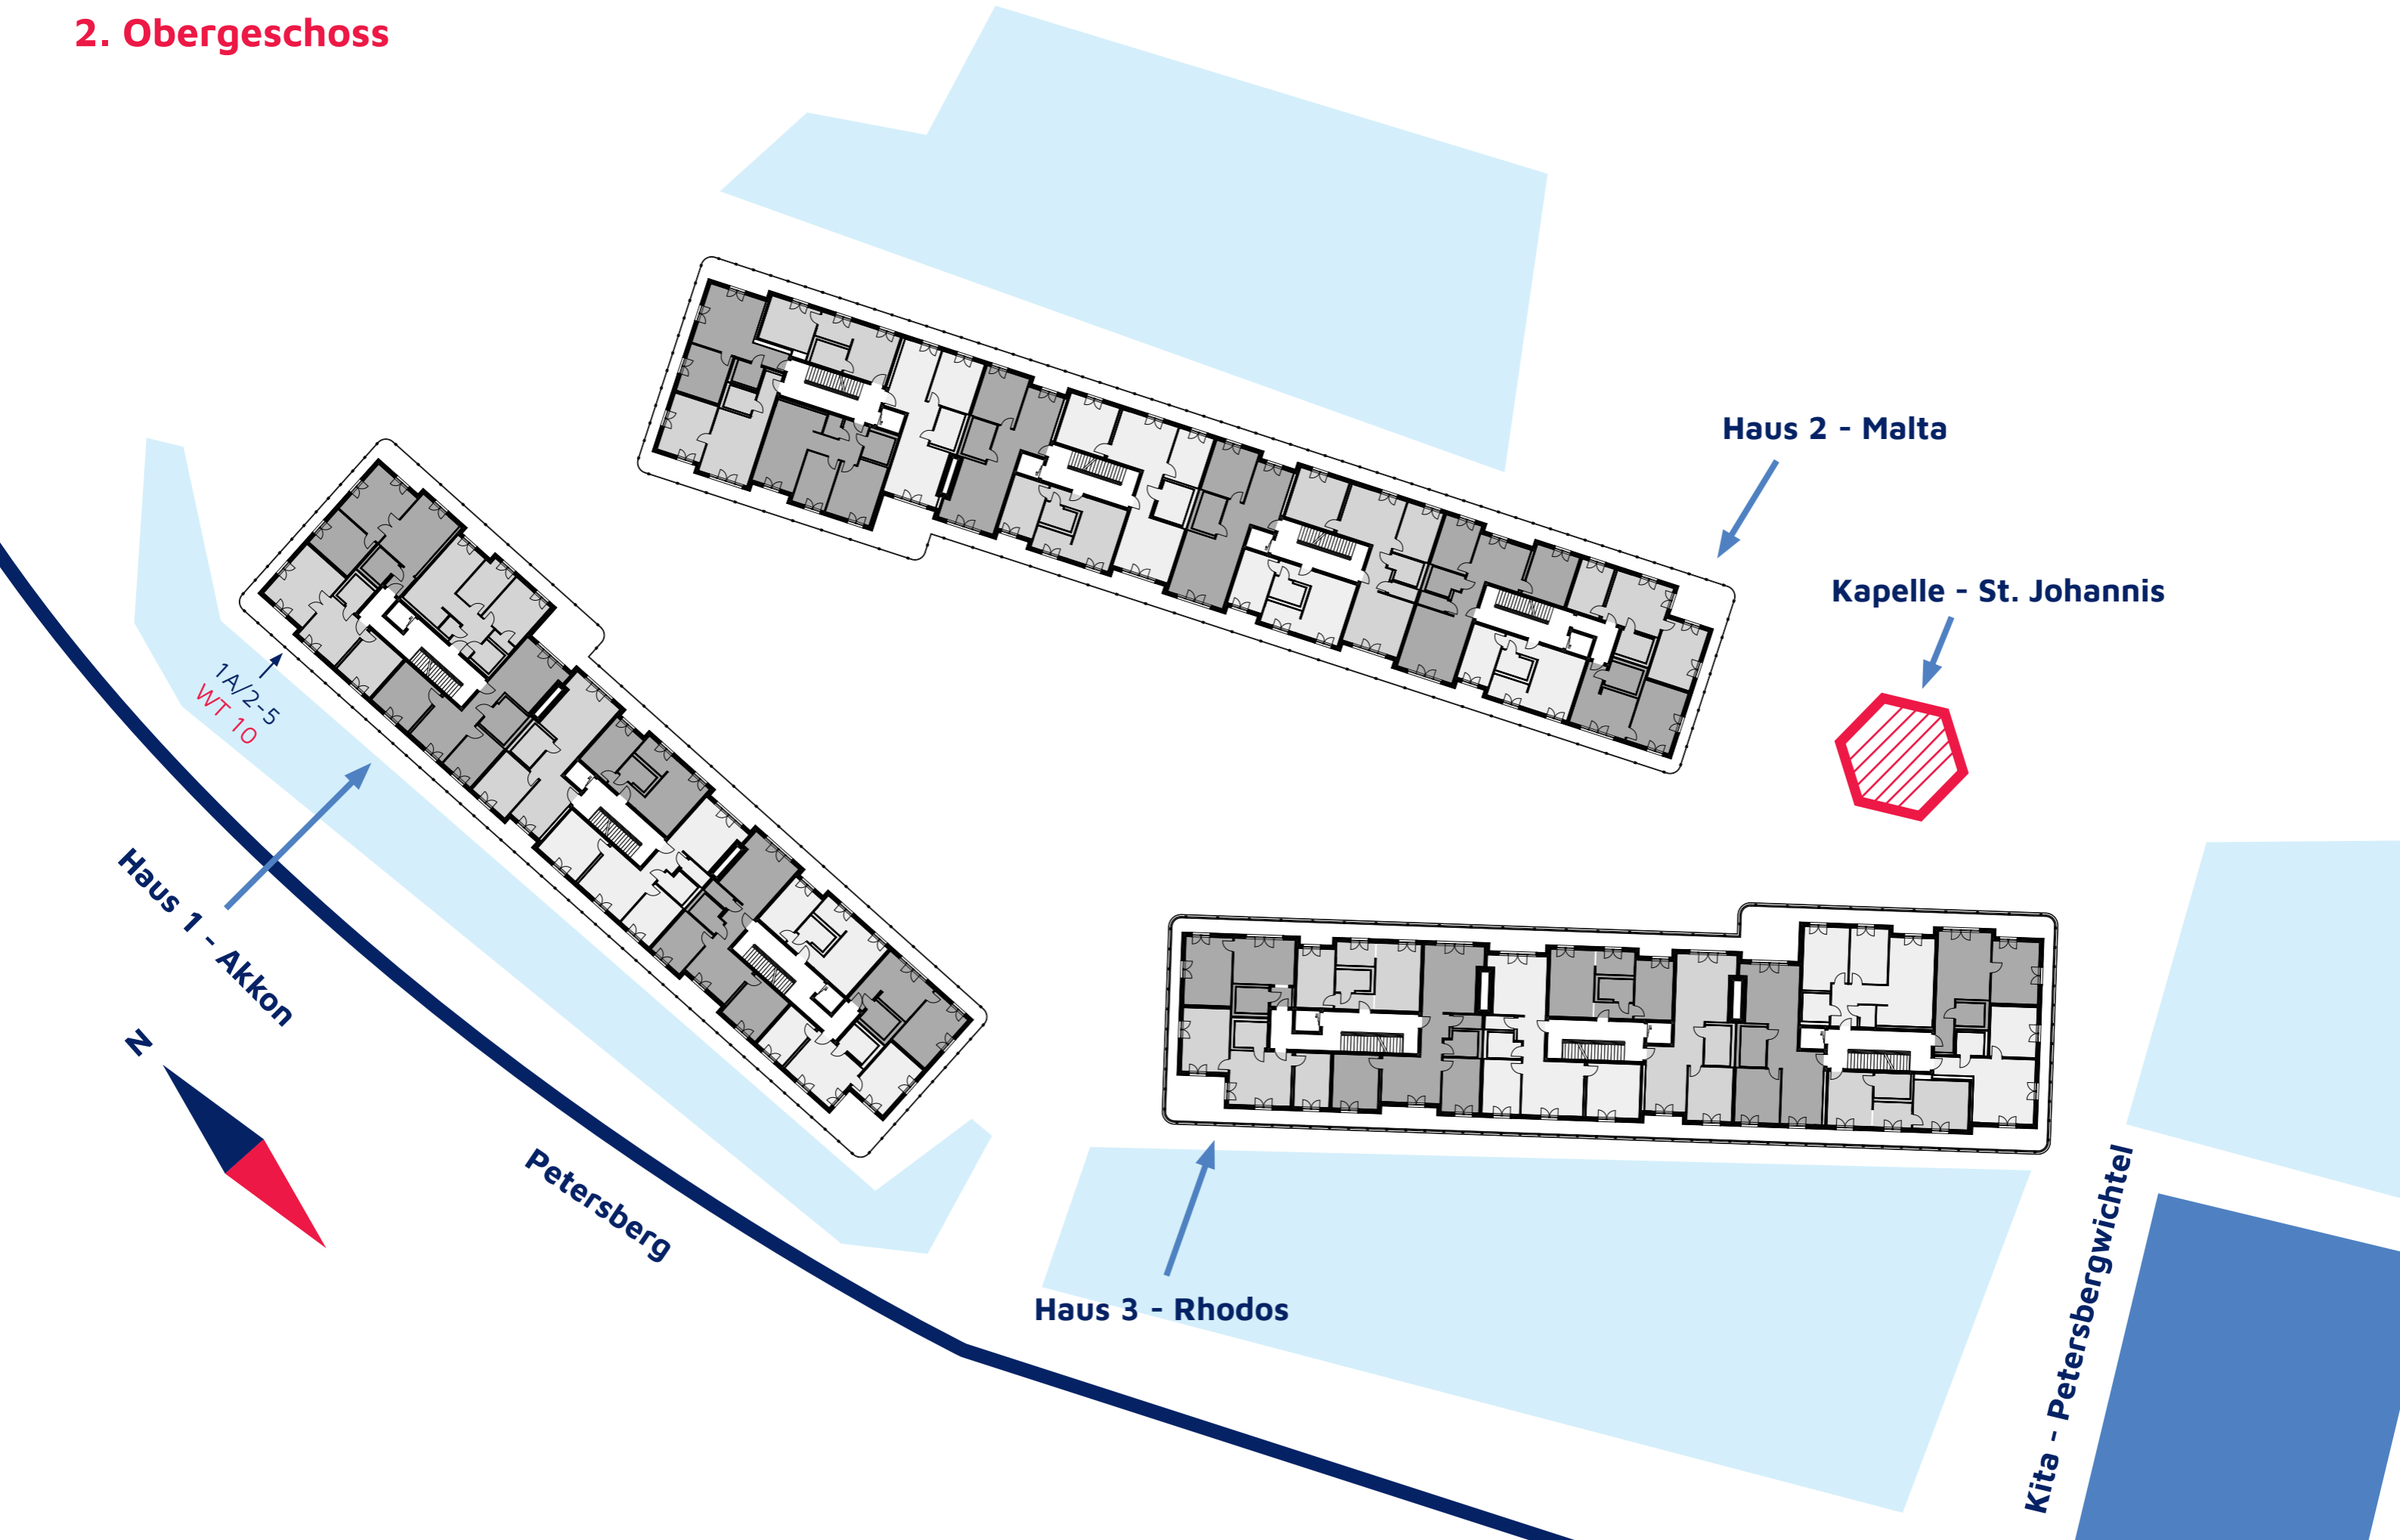 2. Obergeschoss
Haus 2 - Malta
Kapelle - St. Johannis
1A/2-5
WT 10
Haus 1 - Akkon
N
Petersberg
Haus 3 - Rhodos
Kita - Petersbergwichtel